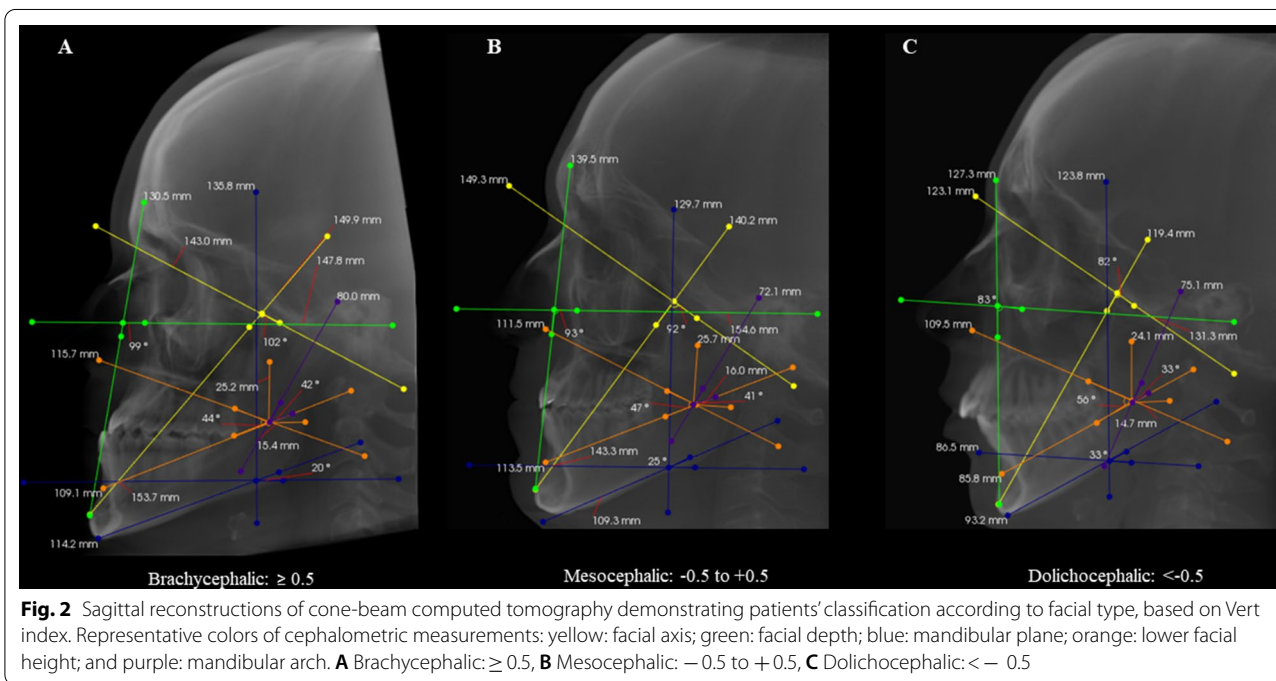 A
130.5 mm
135.8 mm
149.9 mm
143.0 mm
147.8 mm
80.0 mm
99 °
102 °
115.7 mm
25.2 mm
42 °
44 °
15.4 mm
20 °
109.1 mm
153.7 mm
114.2 mm
Brachycephalic: ≥ 0.5
B
139.5 mm
149.3 mm
129.7 mm
140.2 mm
72.1 mm
111.5 mm
93 °
92 °
154.6 mm
25.7 mm
16.0 mm
47 °
41 °
143.3 mm
113.5 mm
25 °
109.3 mm
Mesocephalic: -0.5 to +0.5
C
127.3 mm
123.8 mm
123.1 mm
119.4 mm
82 °
75.1 mm
83 °
109.5 mm
24.1 mm
131.3 mm
33 °
56 °
14.7 mm
86.5 mm
33 °
85.8 mm
93.2 mm
Dolichocephalic: <-0.5
Fig. 2 Sagittal reconstructions of cone-beam computed tomography demonstrating patients’ classification according to facial type, based on Vert
index. Representative colors of cephalometric measurements: yellow: facial axis; green: facial depth; blue: mandibular plane; orange: lower facial
height; and purple: mandibular arch. A Brachycephalic: ≥ 0.5, B Mesocephalic: − 0.5 to + 0.5, C Dolichocephalic: < − 0.5